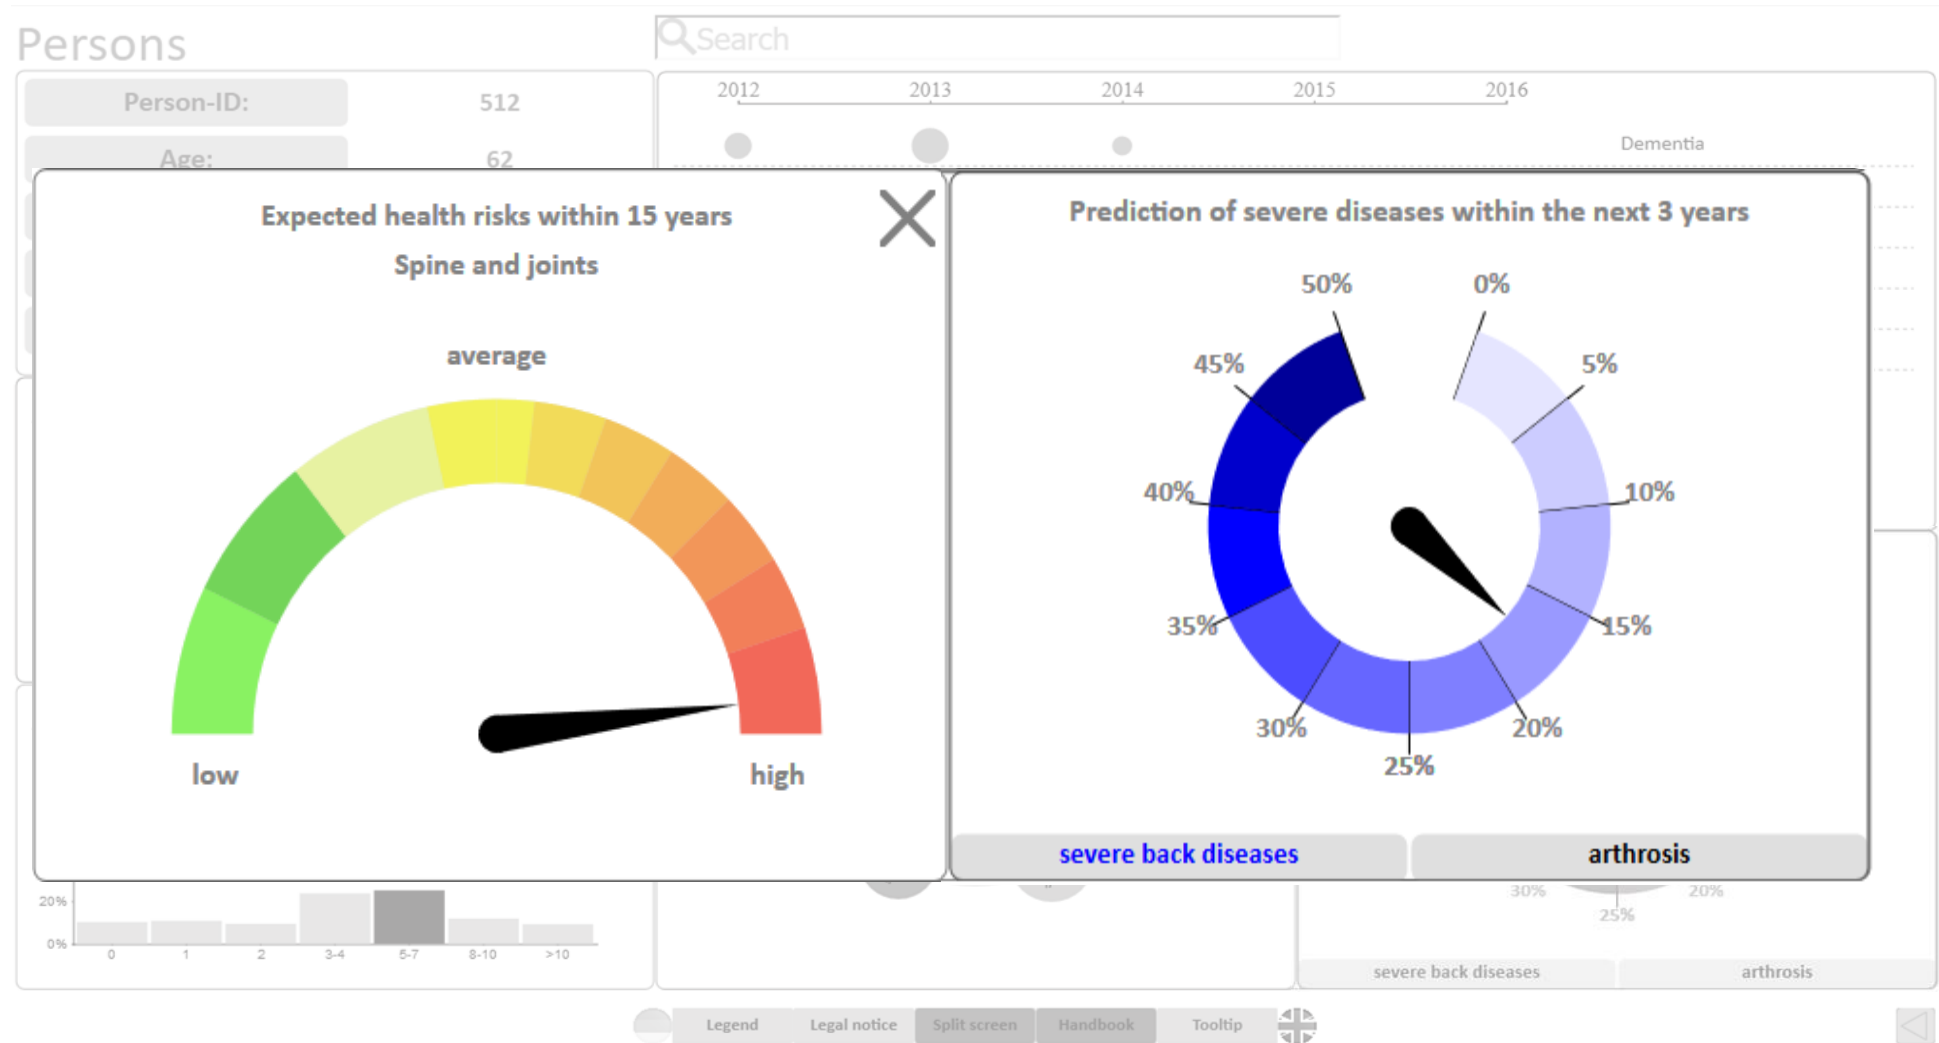 Persons
Search
Person-ID: 512
Age: 62
2012 2013 2014 2015 2016
Dementia
Expected health risks within 15 years
Spine and joints
average
low high
Prediction of severe diseases within the next 3 years
50% 0%
45% 5%
40% 10%
35% 15%
30% 20%
25%
severe back diseases arthrosis
20%
0%
0 1 2 3-4 5-7 8-10 >10
30% 20%
25%
severe back diseases arthrosis
Legend Legal notice Split screen Handbook Tooltip